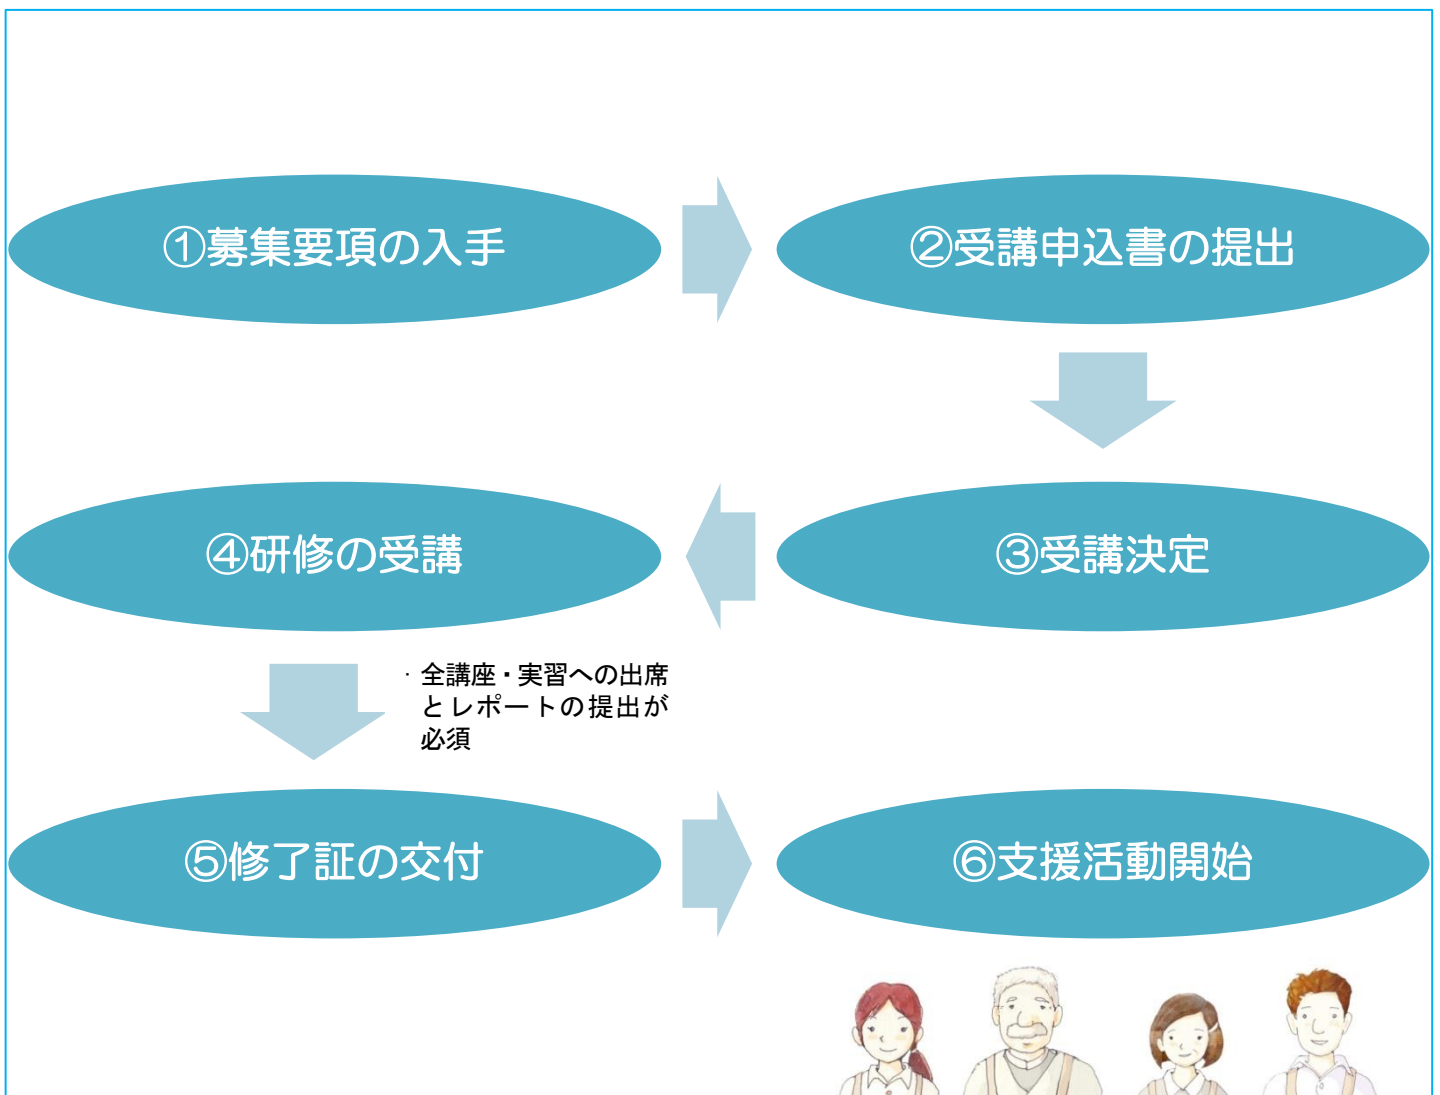 ①募集要項の入手
②受講申込書の提出
③受講決定
④研修の受講
・全講座・実習への出席
とレポートの提出が
必須
⑤修了証の交付
⑥支援活動開始